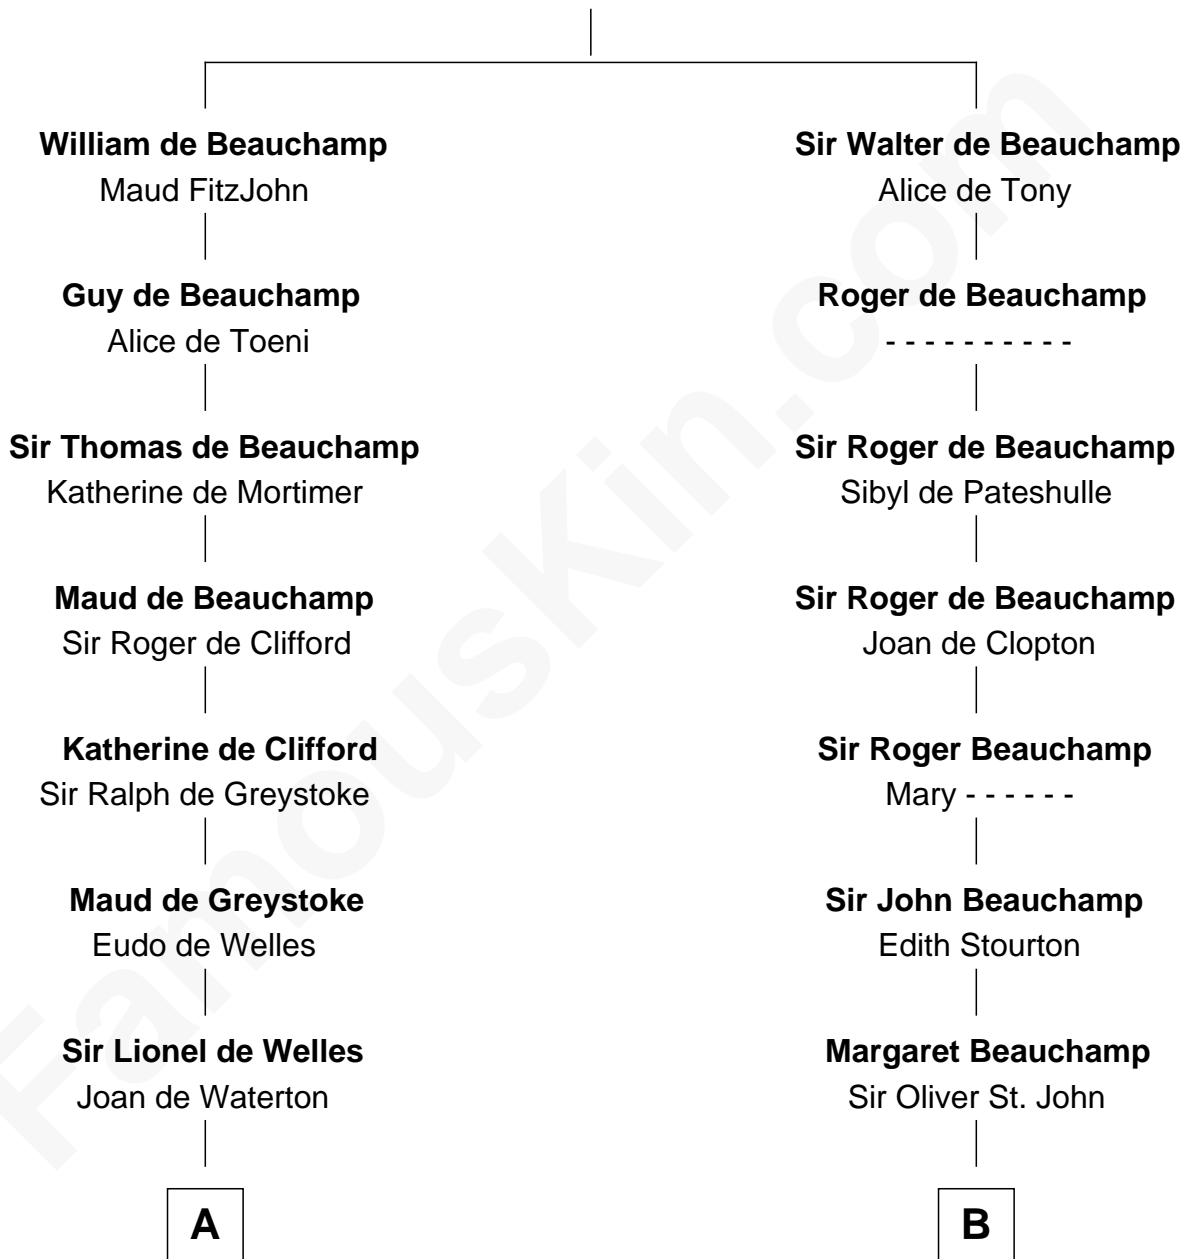 William de Beauchamp
Maud FitzJohn
Guy de Beauchamp
Alice de Toeni
Sir Thomas de Beauchamp
Katherine de Mortimer
Maud de Beauchamp
Sir Roger de Clifford
Katherine de Clifford
Sir Ralph de Greystoke
Maud de Greystoke
Eudo de Welles
Sir Lionel de Welles
Joan de Waterton
A
Sir Walter de Beauchamp
Alice de Tony
Roger de Beauchamp
- - - - - - - - - -
Sir Roger de Beauchamp
Sibyl de Pateshulle
Sir Roger de Beauchamp
Joan de Clopton
Sir Roger Beauchamp
Mary - - - - - -
Sir John Beauchamp
Edith Stourton
Margaret Beauchamp
Sir Oliver St. John
B
FamousKin.com